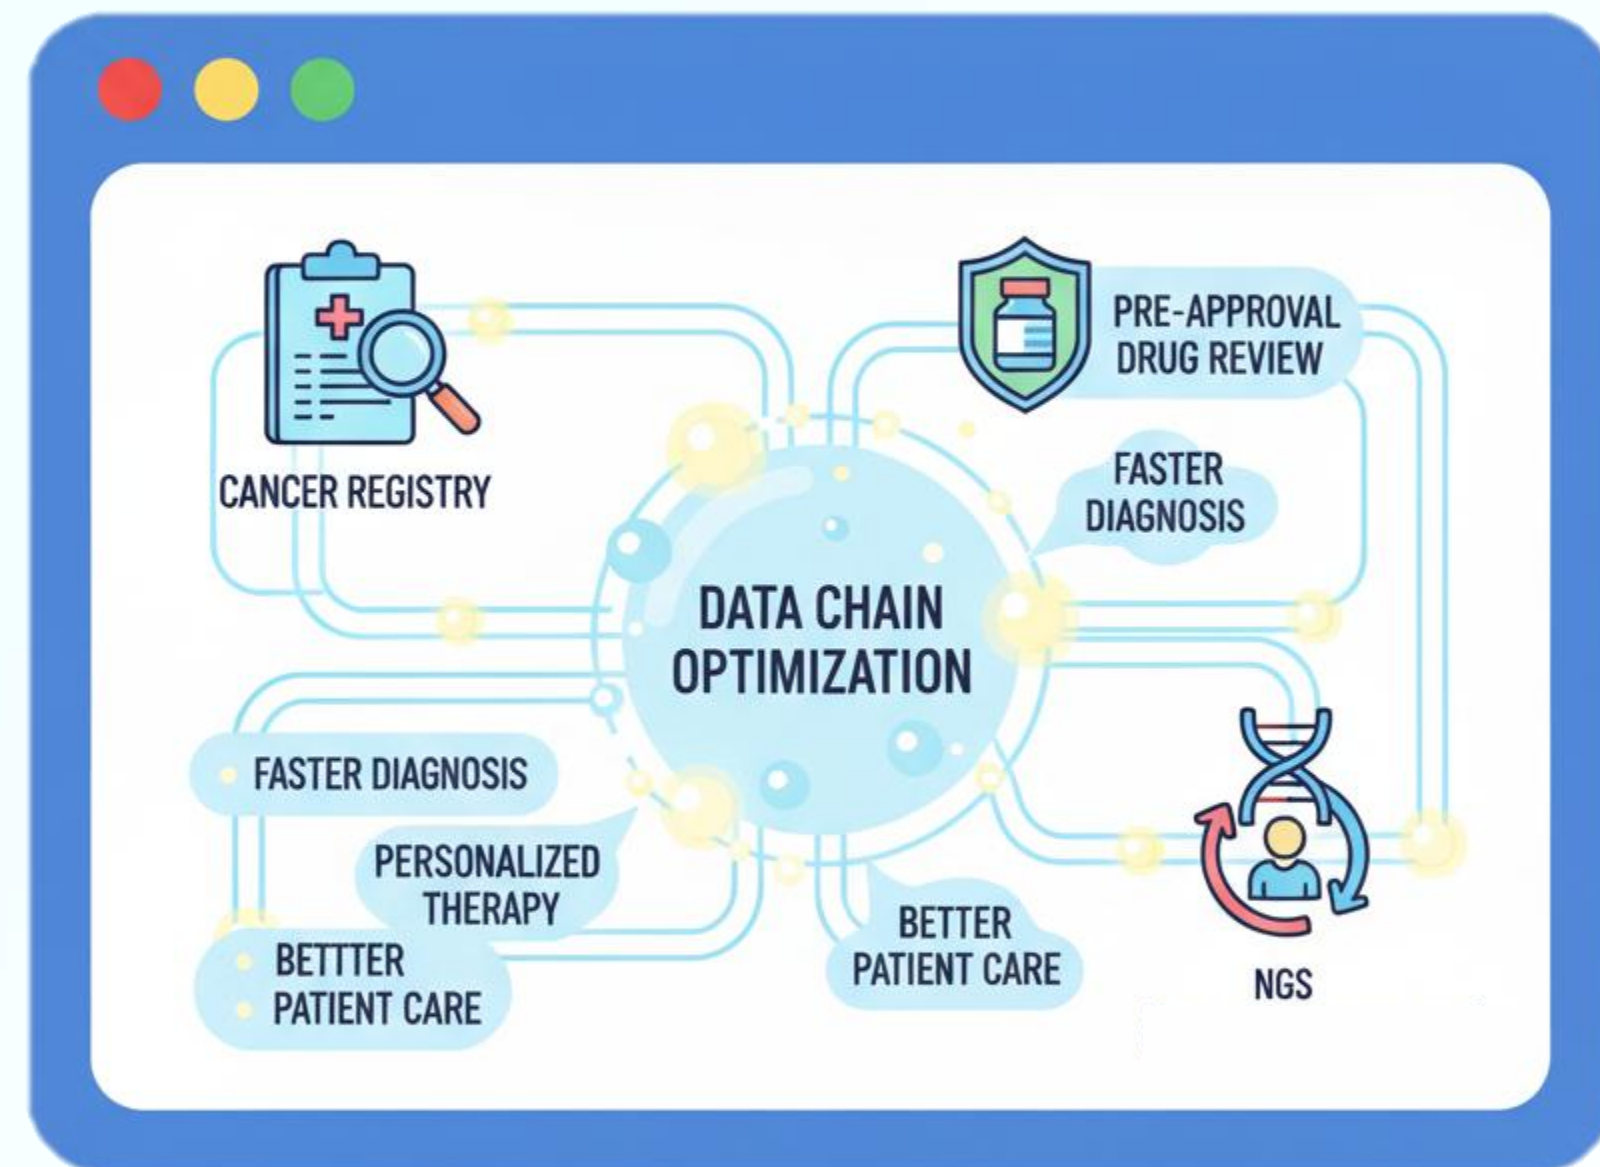 CANCER REGISTRY
PRE-APPROVAL
DRUG REVIEW
FASTER
DIAGNOSIS
DATA CHAIN
OPTIMIZATION
FASTER DIAGNOSIS
PERSONALIZED
THERAPY
BETTTER
PATIENT CARE
BETTER
PATIENT CARE
NGS